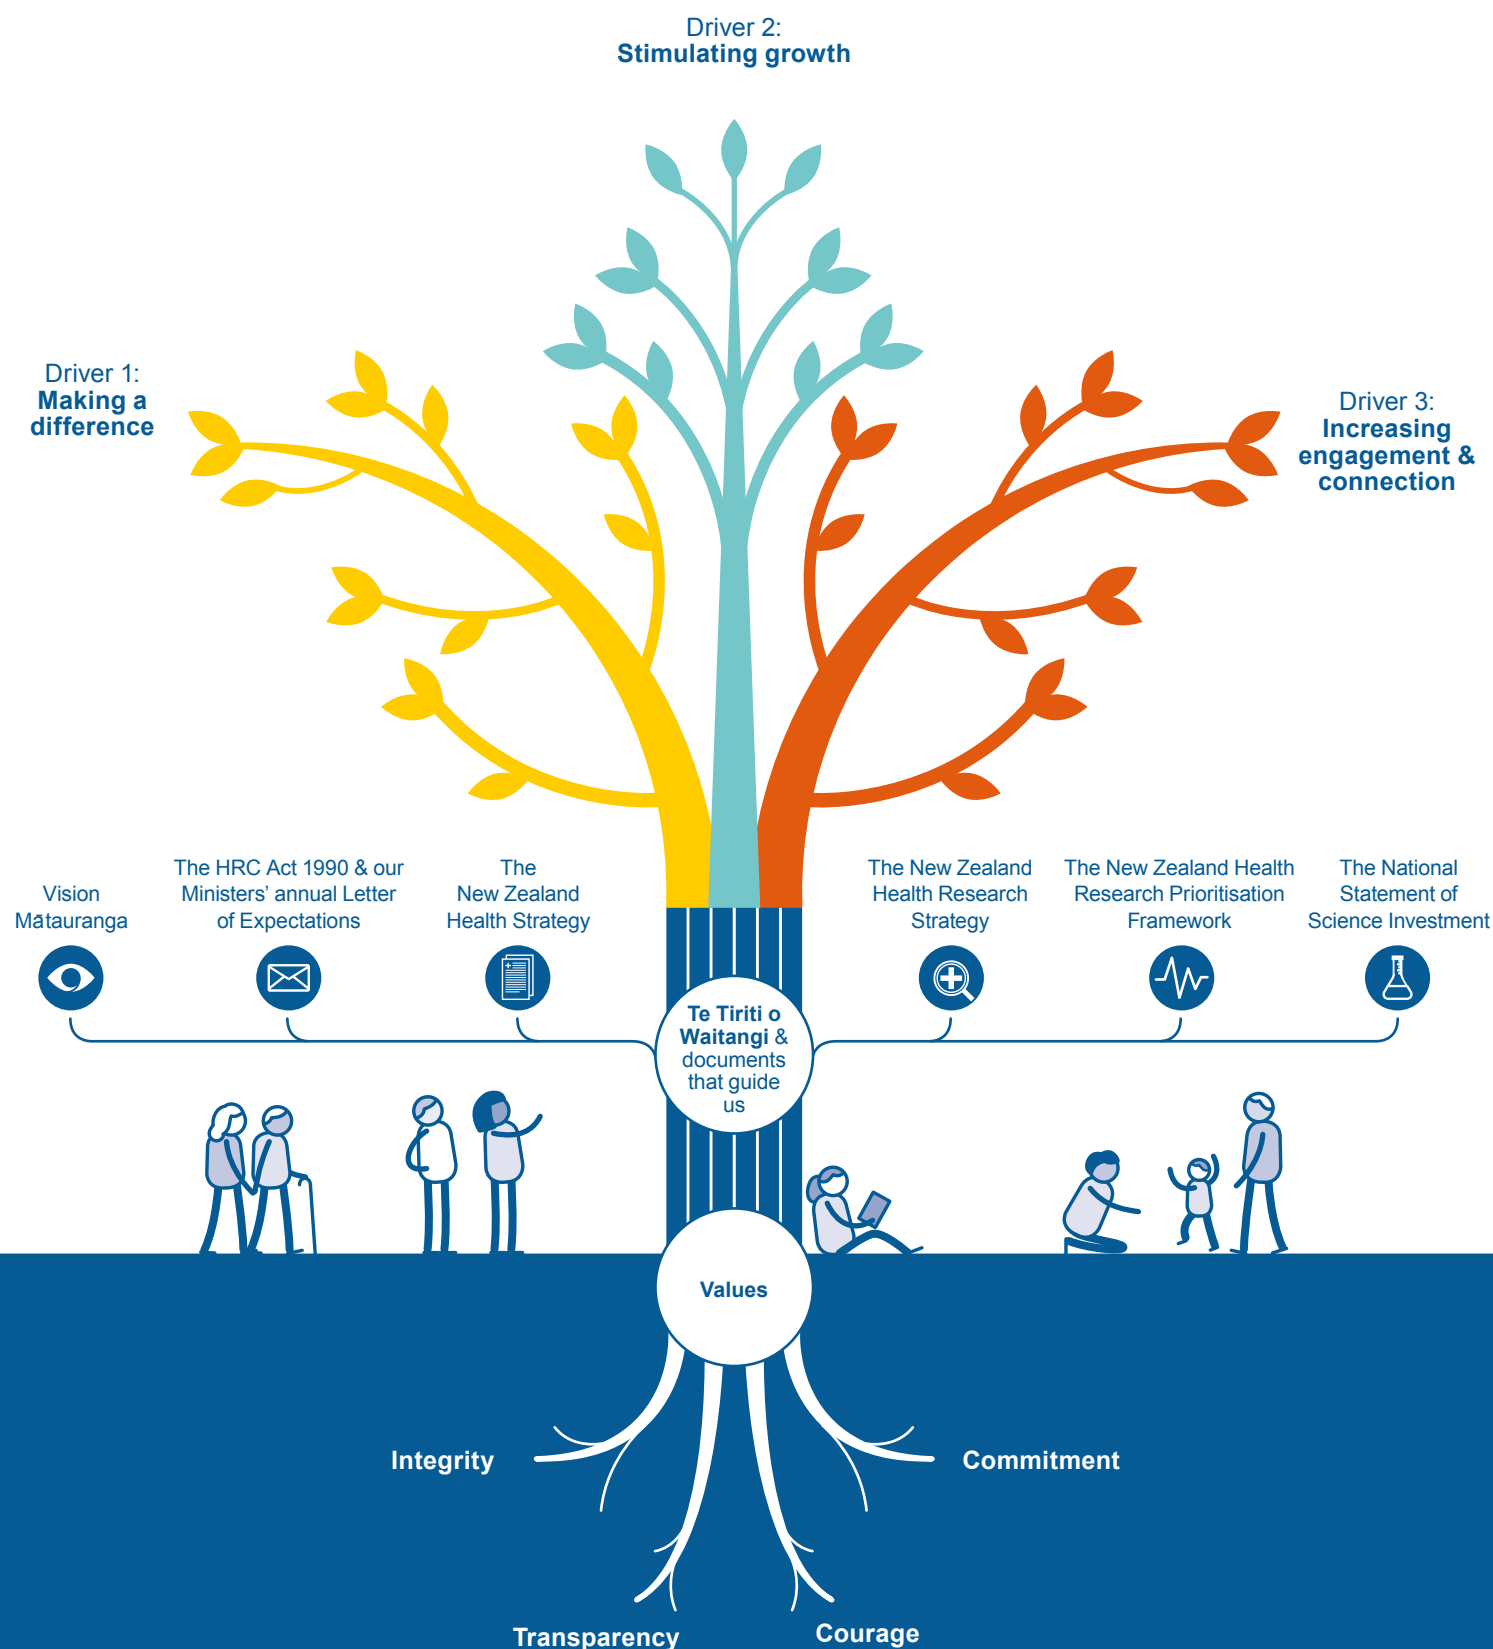 Driver 2:
Stimulating growth
Driver 1:
Making a
difference
Driver 3:
Increasing
engagement &
connection
Vision
Mātauranga
The HRC Act 1990 & our
Ministers’ annual Letter
of Expectations
The
New Zealand
Health Strategy
The New Zealand
Health Research
Strategy
The New Zealand Health
Research Prioritisation
Framework
The National
Statement of
Science Investment
Te Tiriti o
Waitangi &
documents
that guide
us
Values
Integrity
Commitment
Transparency
Courage